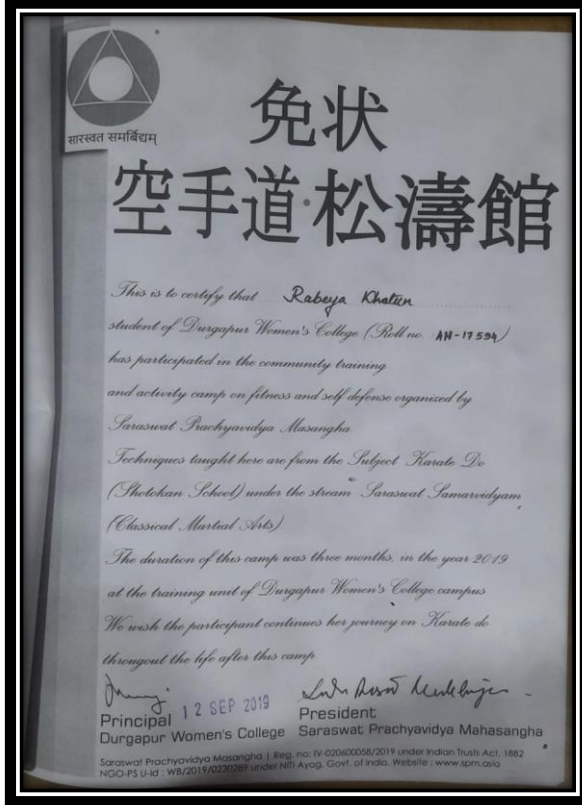 सारस्वत समर्बिद्यम्
免状
空手道・松濤館
This is to certify that Rabeya Khatun
student of Durgapur Women's College (Roll no. AH-17594)
has participated in the community training
and activity camp on fitness and self defense organized by
Saraswat Prachyavidya Masangha
Techniques taught here are from the Subject Karate Do
(Shotokan School) under the stream Saraswat Samarvidyam
(Classical Martial Arts)
The duration of this camp was three months, in the year 2019
at the training unit of Durgapur Women's College campus
We wish the participant continues her journey on Karate do
througout the life after this camp.
12 SEP 2019
Principal
Durgapur Women's College
President
Saraswat Prachyavidya Mahasangha
Saraswat Prachyavidya Masangha | Reg. no: IV-020600058/2019 under Indian Trusts Act, 1882
NGO-PS U-Id : WB/2019/0230269 under NITI Ayog, Govt. of India. Website : www.spm.asia